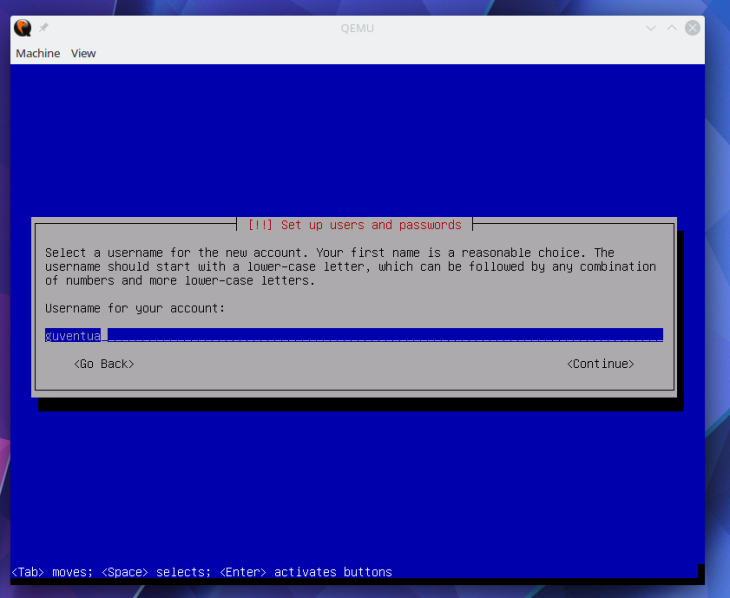 QEMU
Machine View
[!!] Set up users and passwords
Select a username for the new account. Your first name is a reasonable choice. The
username should start with a lower-case letter, which can be followed by any combination
of numbers and more lower-case letters.
Username for your account:
guventua
<Go Back> <Continue>
<Tab> moves; <Space> selects; <Enter> activates buttons